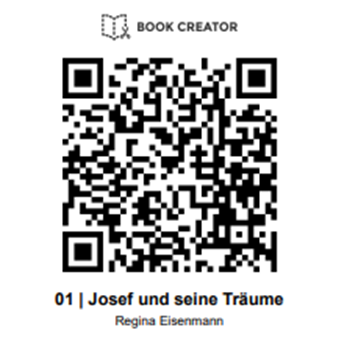 BOOK CREATOR
01 | Josef und seine Träume
Regina Eisenmann